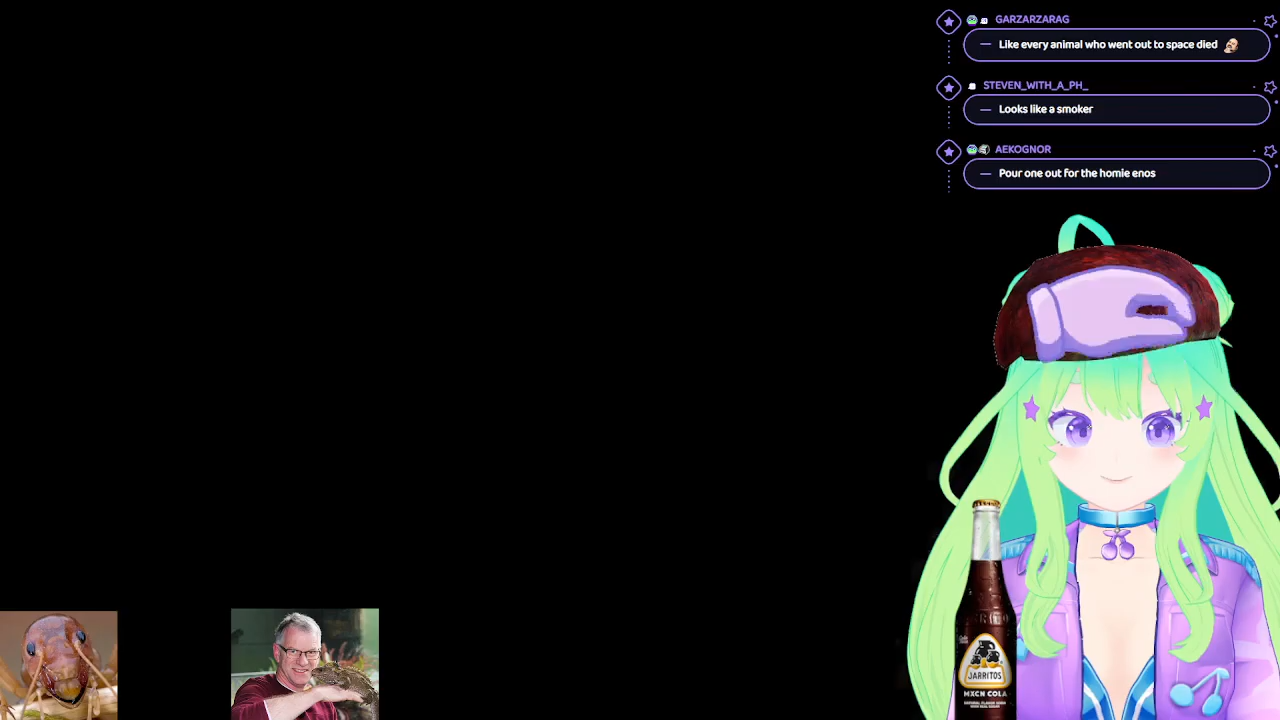 GARZARZARAG
— Like every animal who went out to space died
STEVEN_WITH_A_PH_
— Looks like a smoker
AEKOGNOR
— Pour one out for the homie enos
JARRITOS
MXCN COLA